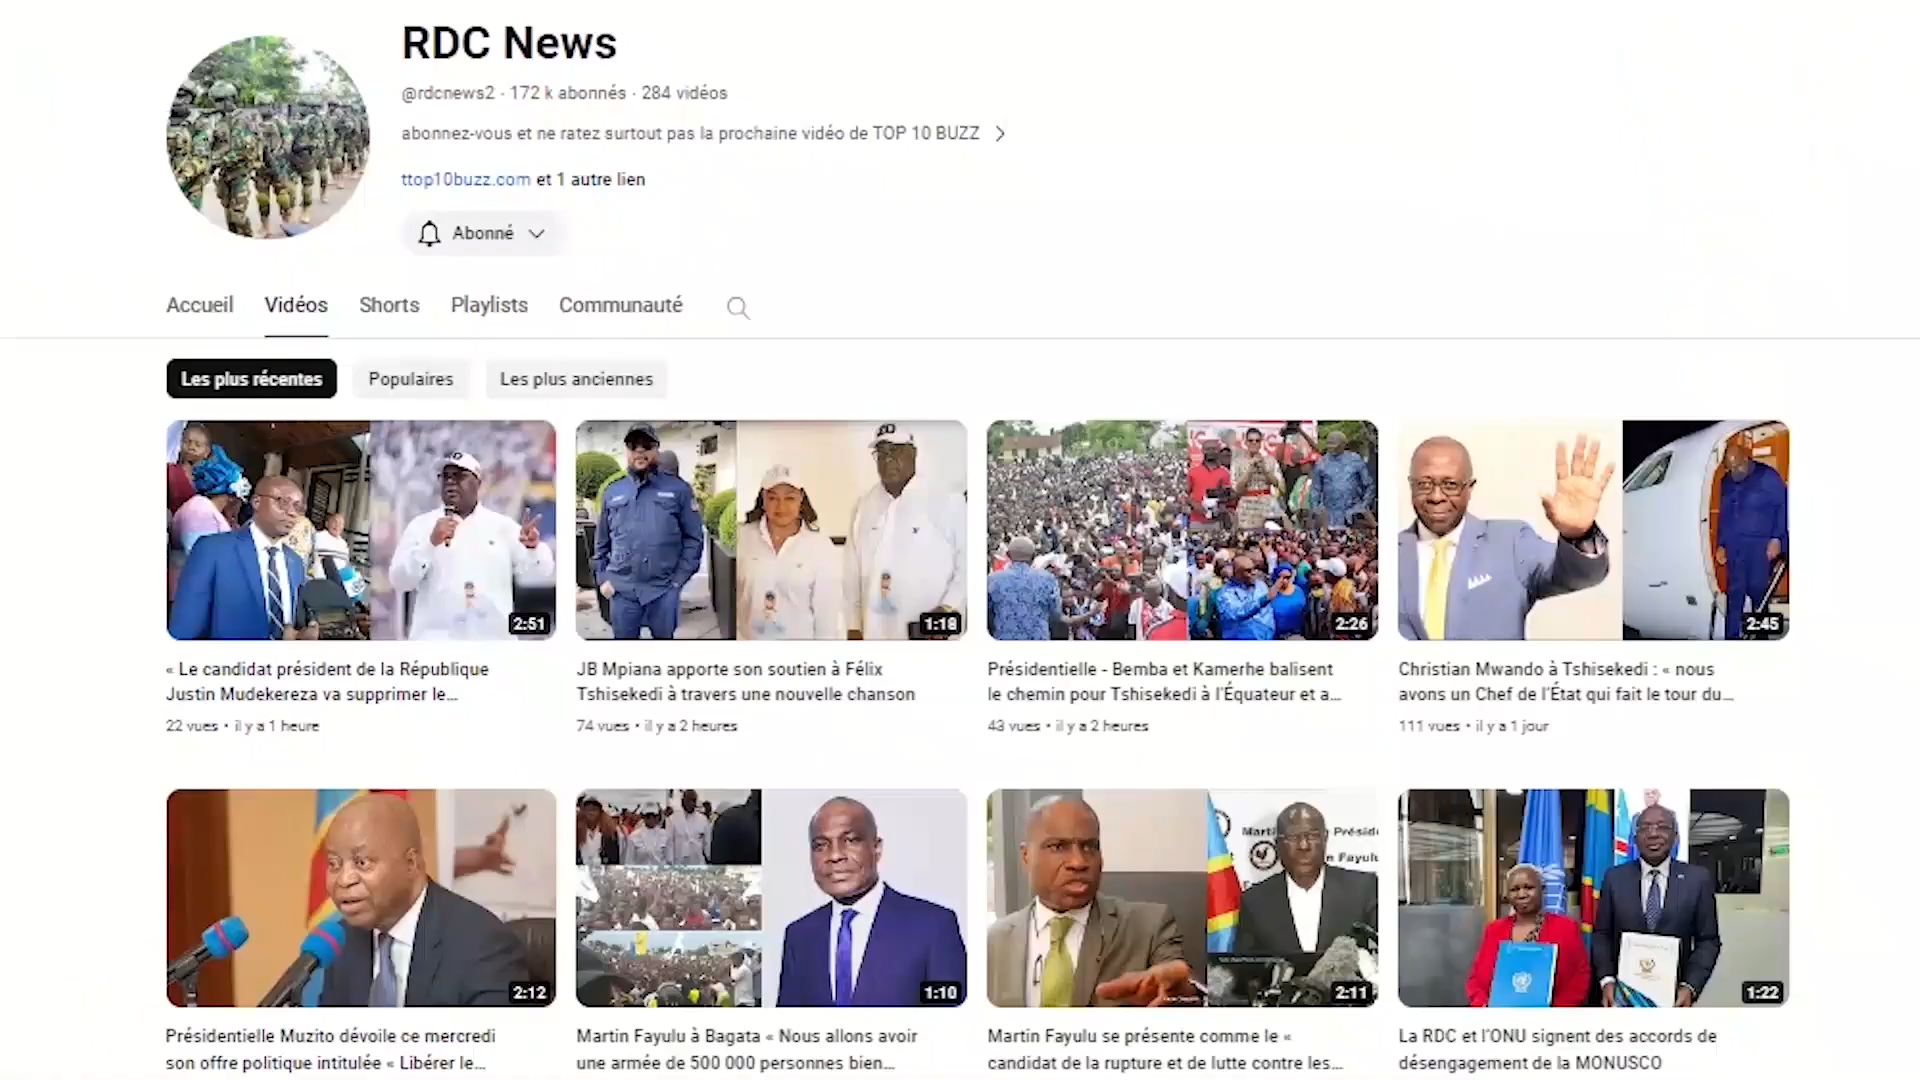 RDC News
@rdcnews2 · 172 k abonnés · 284 vidéos
abonnez-vous et ne ratez surtout pas la prochaine vidéo de TOP 10 BUZZ
ttop10buzz.com et 1 autre lien
Abonné
Accueil Vidéos Shorts Playlists Communauté
Les plus récentes Populaires Les plus anciennes
2:51 1:18 2:26 2:45
« Le candidat président de la République
Justin Mudekereza va supprimer le...
22 vues • il y a 1 heure
JB Mpiana apporte son soutien à Félix
Tshisekedi à travers une nouvelle chanson
74 vues • il y a 2 heures
Présidentielle - Bemba et Kamerhe balisent
le chemin pour Tshisekedi à l'Équateur et a...
43 vues • il y a 2 heures
Christian Mwando à Tshisekedi : « nous
avons un Chef de l'État qui fait le tour du...
111 vues • il y a 1 jour
Marti Présid
n Fayulu
2:12 1:10 2:11 1:22
Présidentielle Muzito dévoile ce mercredi
son offre politique intitulée « Libérer le...
Martin Fayulu à Bagata « Nous allons avoir
une armée de 500 000 personnes bien...
Martin Fayulu se présente comme le «
candidat de la rupture et de lutte contre les...
La RDC et l'ONU signent des accords de
désengagement de la MONUSCO